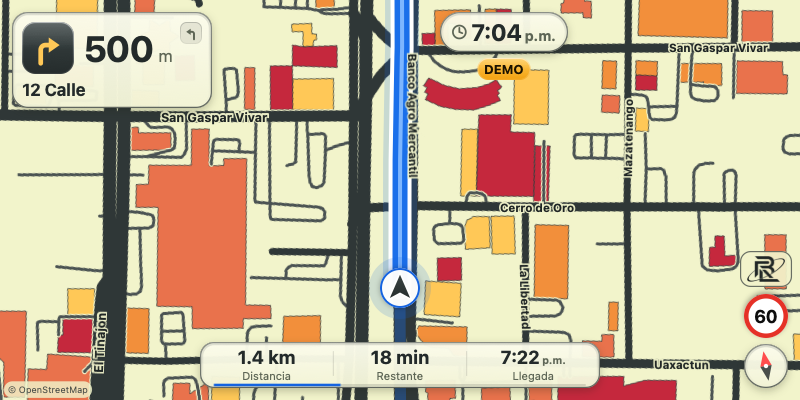 500 m
12 Calle
7:04 p.m.
DEMO
San Gaspar Vivar
San Gaspar Vivar
Banco Agro Mercantil
Mazatenango
Cerro de Oro
La Libertad
El Tinajon
Uaxactun
60
1.4 km
Distancia
18 min
Restante
7:22 p.m.
Llegada
© OpenStreetMap